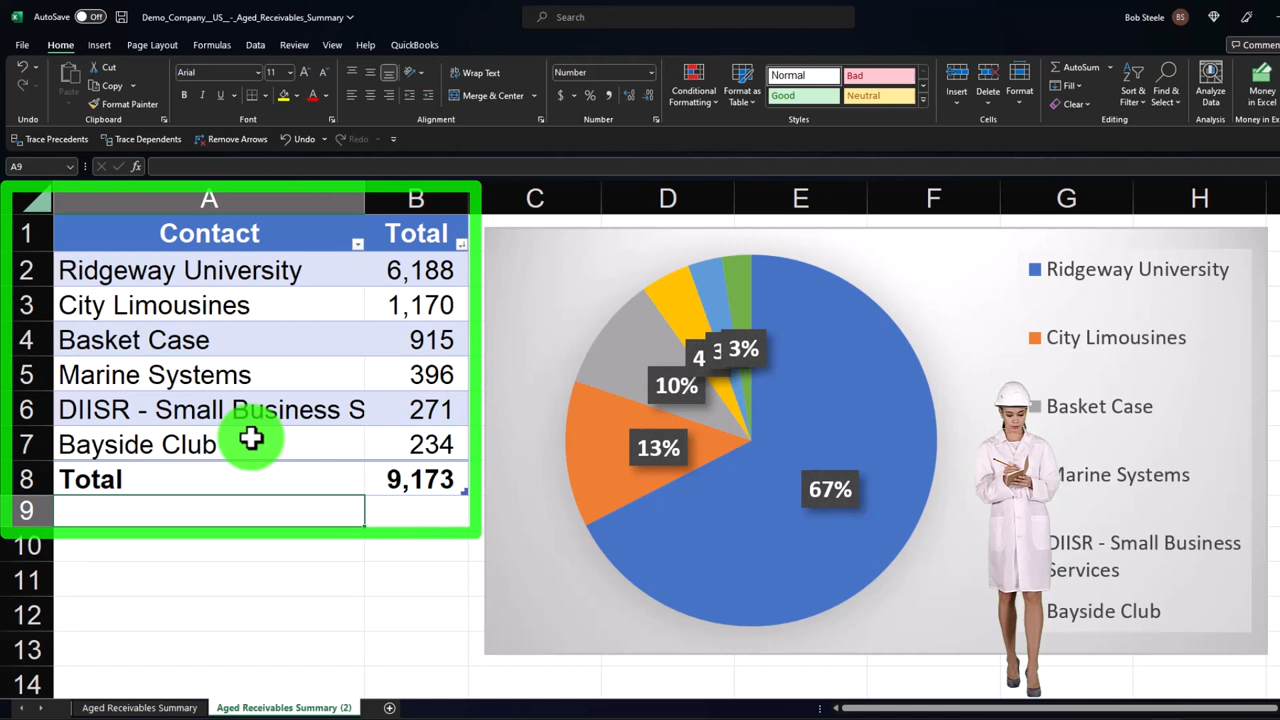 AutoSave Off Demo_Company__US_-_Aged_Receivables_Summary Search Bob Steele BS
File Home Insert Page Layout Formulas Data Review View Help QuickBooks
Undo
Paste Cut Copy Format Painter Clipboard
Arial 11 B I U A Font
Wrap Text Merge & Center Alignment
Number $ % Number
Conditional Formatting Format as Table Normal Bad Good Neutral Styles
Insert Delete Format Cells
AutoSum Fill Clear Sort & Filter Find & Select Editing
Analyze Data Analysis
Money in Excel
Trace Precedents Trace Dependents Remove Arrows Undo Redo
A9 fx
A B C D E F G H
1 Contact Total
2 Ridgeway University 6,188
3 City Limousines 1,170
4 Basket Case 915
5 Marine Systems 396
6 DIISR - Small Business S 271
7 Bayside Club 234
8 Total 9,173
9
10
11
12
13
14
67%
13%
10%
4
3
3%
Ridgeway University
City Limousines
Basket Case
Marine Systems
DIISR - Small Business
Services
Bayside Club
Aged Receivables Summary Aged Receivables Summary (2)